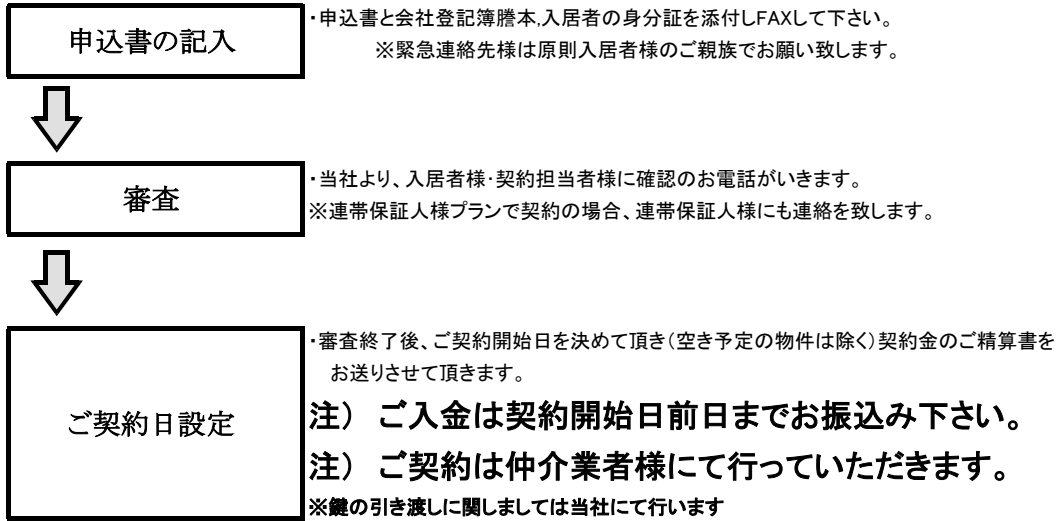 申込書の記入
・申込書と会社登記簿謄本,入居者の身分証を添付しFAXして下さい。
※緊急連絡先様は原則入居者様のご親族でお願い致します。
審査
・当社より、入居者様・契約担当者様に確認のお電話がいきます。
※連帯保証人様プランで契約の場合、連帯保証人様にも連絡を致します。
ご契約日設定
・審査終了後、ご契約開始日を決めて頂き(空き予定の物件は除く)契約金のご精算書を
お送りさせて頂きます。
注） ご入金は契約開始日前日までお振込み下さい。
注） ご契約は仲介業者様にて行っていただきます。
※鍵の引き渡しに関しましては当社にて行います